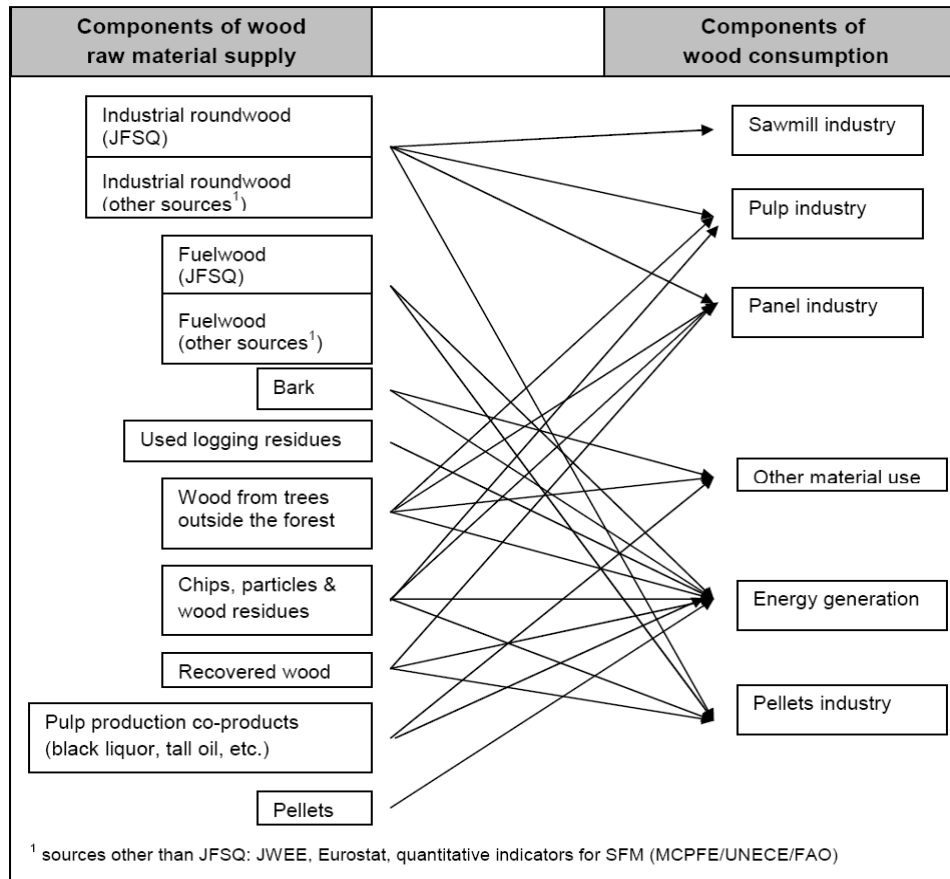 Components of wood
raw material supply
Components of
wood consumption
Industrial roundwood
(JFSQ)
Industrial roundwood
(other sources¹)
Fuelwood
(JFSQ)
Fuelwood
(other sources¹)
Bark
Used logging residues
Wood from trees
outside the forest
Chips, particles &
wood residues
Recovered wood
Pulp production co-products
(black liquor, tall oil, etc.)
Pellets
Sawmill industry
Pulp industry
Panel industry
Other material use
Energy generation
Pellets industry
¹ sources other than JFSQ: JWEE, Eurostat, quantitative indicators for SFM (MCPFE/UNECE/FAO)